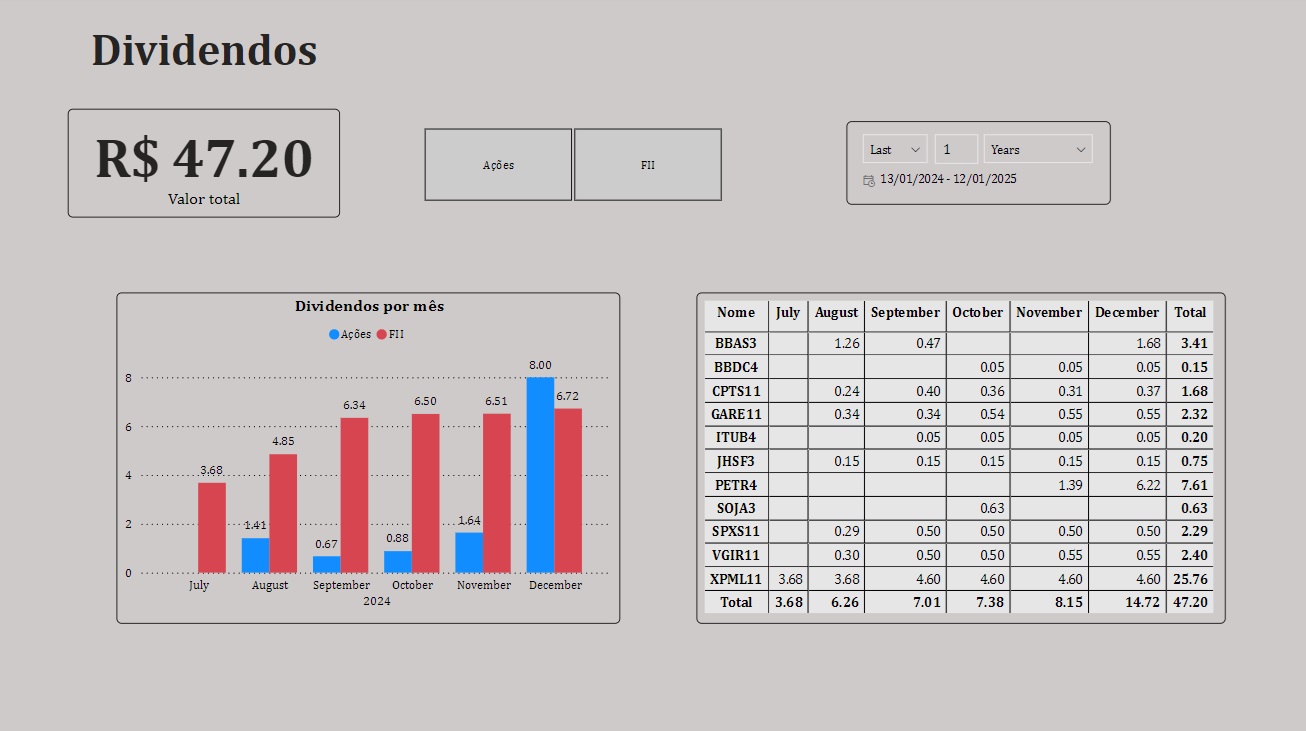 Dividendos
R$ 47.20
Valor total
Ações FII
Last 1 Years
13/01/2024 - 12/01/2025
Dividendos por mês
Ações FII
8.00
8
6.72
6.34 6.50 6.51
6
4.85
3.68
4
1.41 1.64
2
0.67 0.88
0
July August September October November December
2024
Nome July August September October November December Total
BBAS3 1.26 0.47 1.68 3.41
BBDC4 0.05 0.05 0.05 0.15
CPTS11 0.24 0.40 0.36 0.31 0.37 1.68
GARE11 0.34 0.34 0.54 0.55 0.55 2.32
ITUB4 0.05 0.05 0.05 0.05 0.20
JHSF3 0.15 0.15 0.15 0.15 0.15 0.75
PETR4 1.39 6.22 7.61
SOJA3 0.63 0.63
SPXS11 0.29 0.50 0.50 0.50 0.50 2.29
VGIR11 0.30 0.50 0.50 0.55 0.55 2.40
XPML11 3.68 3.68 4.60 4.60 4.60 4.60 25.76
Total 3.68 6.26 7.01 7.38 8.15 14.72 47.20